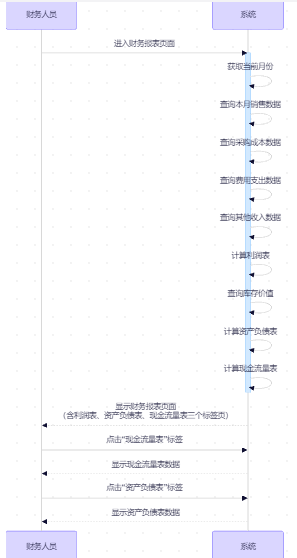 财务人员
系统
进入财务报表页面
获取当前月份
查询本月销售数据
查询采购成本数据
查询费用支出数据
查询其他收入数据
计算利润表
查询库存价值
计算资产负债表
计算现金流量表
显示财务报表页面
（含利润表、资产负债表、现金流量表三个标签页）
点击“现金流量表”标签
显示现金流量表数据
点击“资产负债表”标签
显示资产负债表数据
财务人员
系统